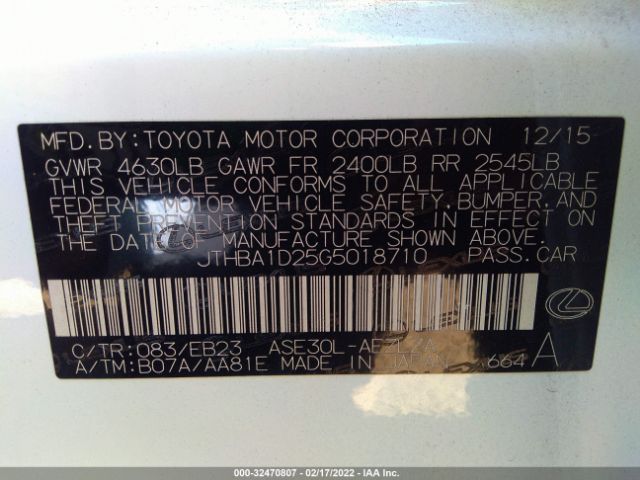 MFD. BY: TOYOTA MOTOR CORPORATION 12/15
GVWR 4630LB GAWR FR 2400LB RR 2545LB
THIS VEHICLE CONFORMS TO ALL APPLICABLE
FEDERAL MOTOR VEHICLE SAFETY, BUMPER, AND
THEFT PREVENTION STANDARDS IN EFFECT ON
THE DATE OF MANUFACTURE SHOWN ABOVE.
JTHBA1D25G5018710 PASS. CAR
C/TR: 083/EB23 ASE30L-AEZLZA A
A/TM: B07A/AA81E MADE IN JAPAN X664
000-32470807 - 02/17/2022 - IAA Inc.